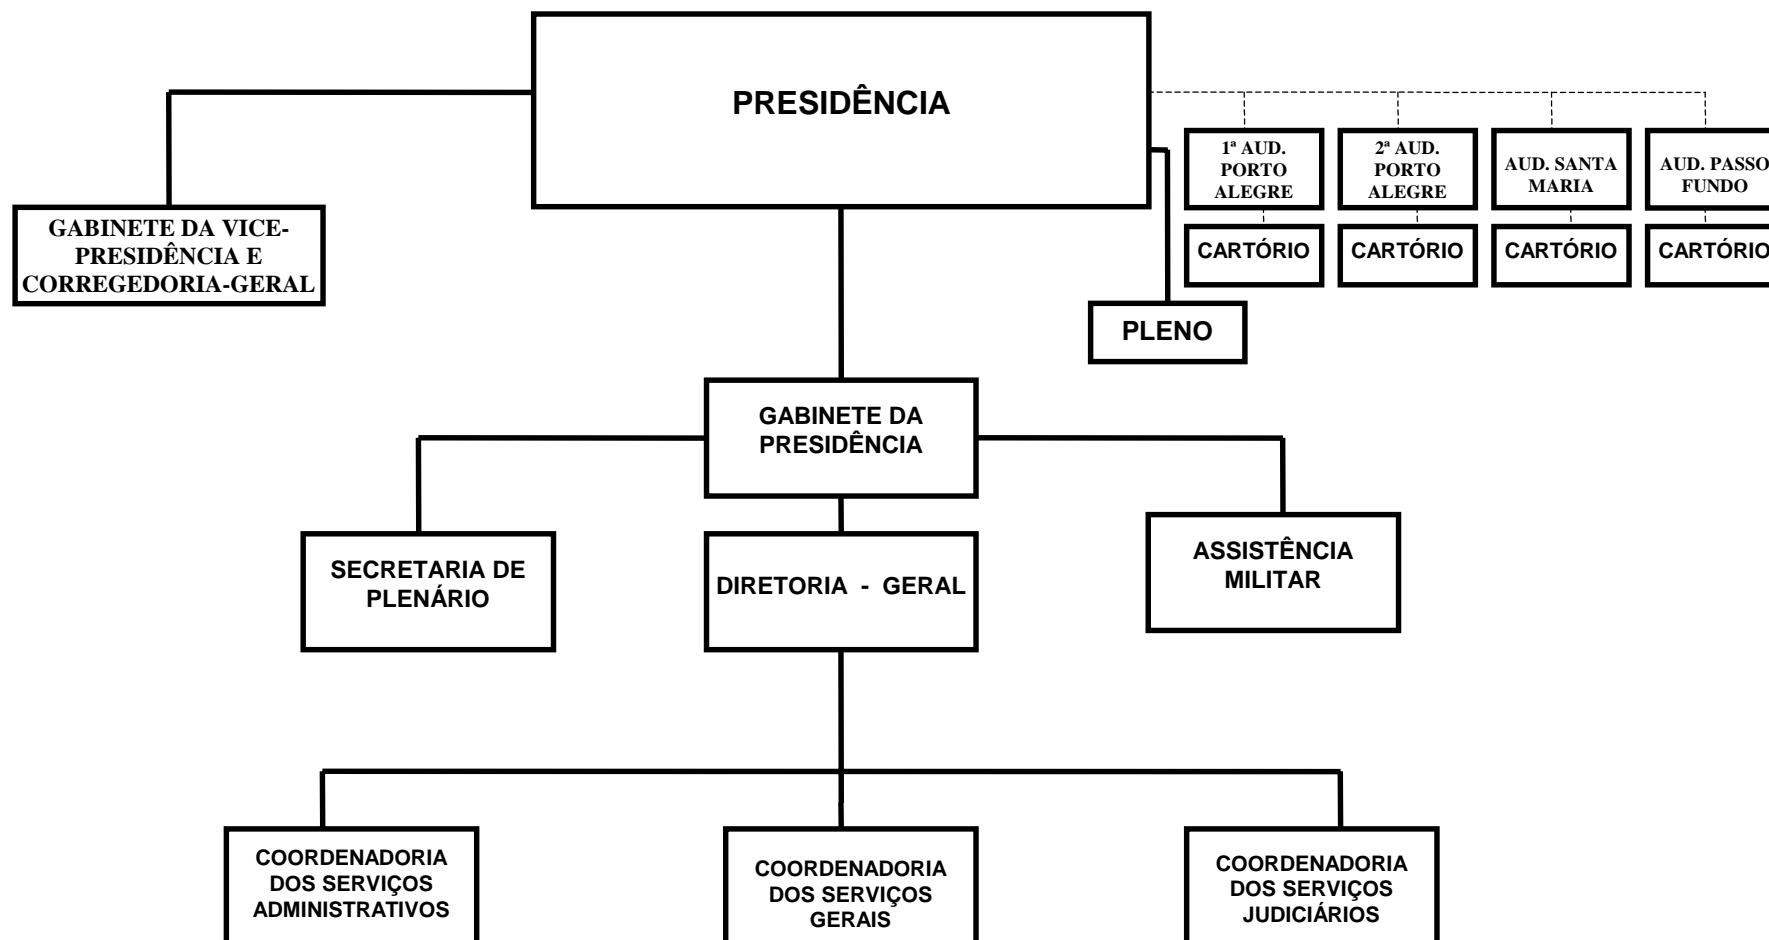 PRESIDÊNCIA
1ª AUD.
PORTO
ALEGRE
2ª AUD.
PORTO
ALEGRE
AUD. SANTA
MARIA
AUD. PASSO
FUNDO
CARTÓRIO
CARTÓRIO
CARTÓRIO
CARTÓRIO
GABINETE DA VICE-
PRESIDÊNCIA E
CORREGEDORIA-GERAL
PLENO
GABINETE DA
PRESIDÊNCIA
SECRETARIA DE
PLENÁRIO
DIRETORIA - GERAL
ASSISTÊNCIA
MILITAR
COORDENADORIA
DOS SERVIÇOS
ADMINISTRATIVOS
COORDENADORIA
DOS SERVIÇOS
GERAIS
COORDENADORIA
DOS SERVIÇOS
JUDICIÁRIOS